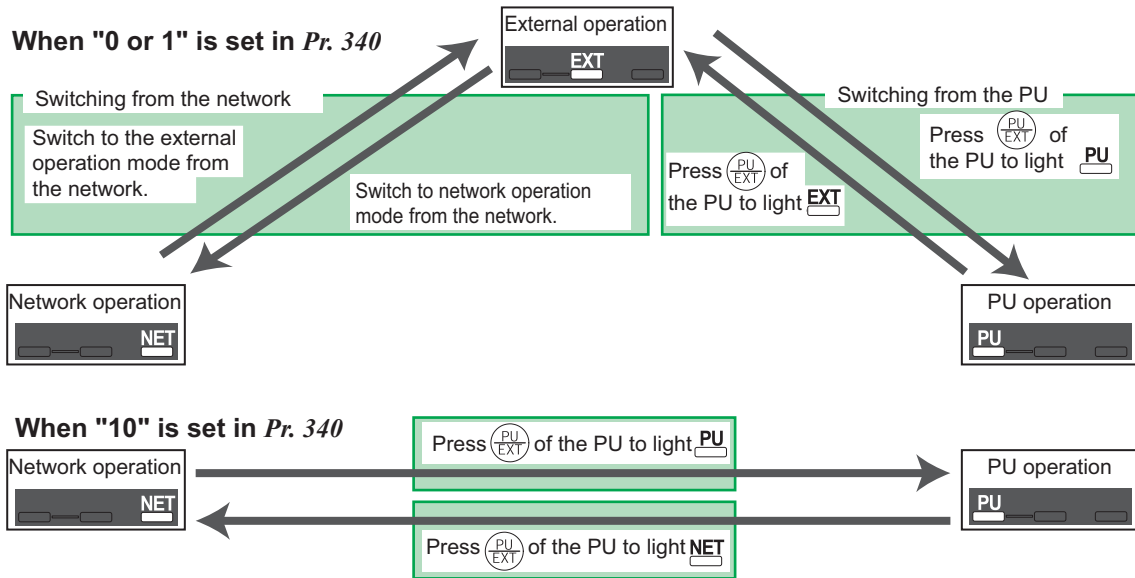 When "0 or 1" is set in Pr. 340
External operation
EXT
Switching from the network
Switch to the external
operation mode from
the network.
Switch to network operation
mode from the network.
Switching from the PU
Press PU/EXT of
the PU to light PU
Press PU/EXT of
the PU to light EXT
Network operation
NET
PU operation
PU
When "10" is set in Pr. 340
Network operation
NET
Press PU/EXT of the PU to light PU
Press PU/EXT of the PU to light NET
PU operation
PU